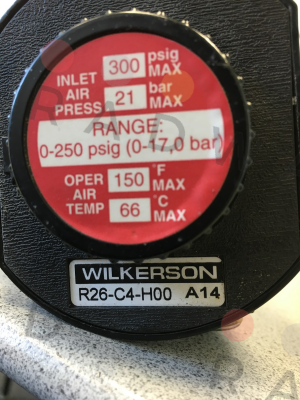 INLET 300 psig
AIR MAX
PRESS 21 bar
MAX
RANGE:
0-250 psig (0-17,0 bar)
OPER 150 °F
AIR MAX
TEMP 66 °C
MAX
WILKERSON
R26-C4-H00 A14